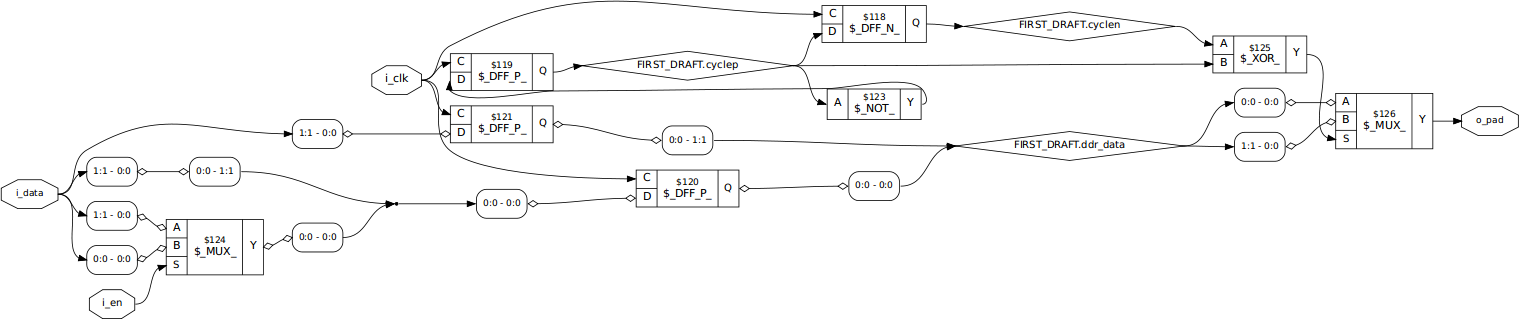 i_data
i_en
1:1 - 0:0
1:1 - 0:0
0:0 - 0:0
0:0 - 1:1
A
B
S
$124
$_MUX_
Y
1:1 - 0:0
0:0 - 0:0
i_clk
C
D
$119
$_DFF_P_
Q
C
D
$121
$_DFF_P_
Q
0:0 - 0:0
FIRST_DRAFT.cyclep
0:0 - 1:1
C
D
$120
$_DFF_P_
Q
C
D
$118
$_DFF_N_
Q
A
$123
$_NOT_
Y
0:0 - 0:0
FIRST_DRAFT.cyclen
FIRST_DRAFT.ddr_data
A
B
$125
$_XOR_
Y
0:0 - 0:0
1:1 - 0:0
A
B
S
$126
$_MUX_
Y
o_pad